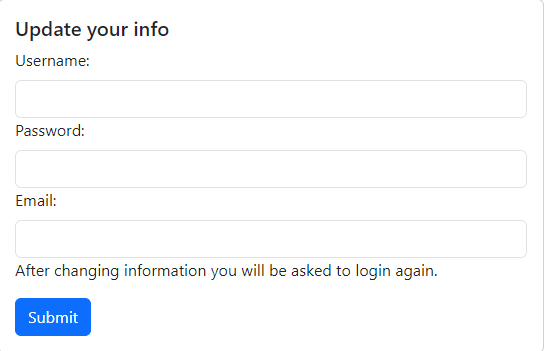 Update your info
Username:
Password:
Email:
After changing information you will be asked to login again.
Submit